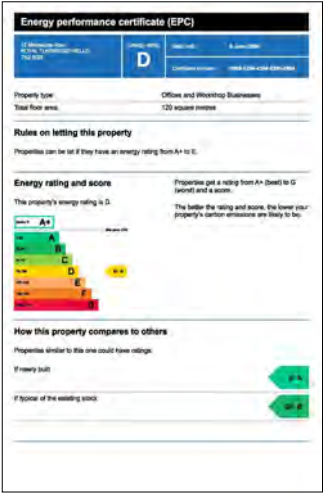 Energy performance certificate (EPC)
ROYAL TUNBRIDGE WELLS
D
Property type
Offices and Workshop Businesses
Total floor area
120 square metres
Rules on letting this property
Properties can be let if they have an energy rating from A+ to E.
Energy rating and score
This property's energy rating is D.
Properties get a rating from A+ (best) to G
(worst) and a score.
The better the rating and score, the lower your
property's carbon emissions are likely to be.
A+
A
B
C
D
E
F
G
How this property compares to others
Properties similar to this one could have ratings:
If newly built
If typical of the existing stock